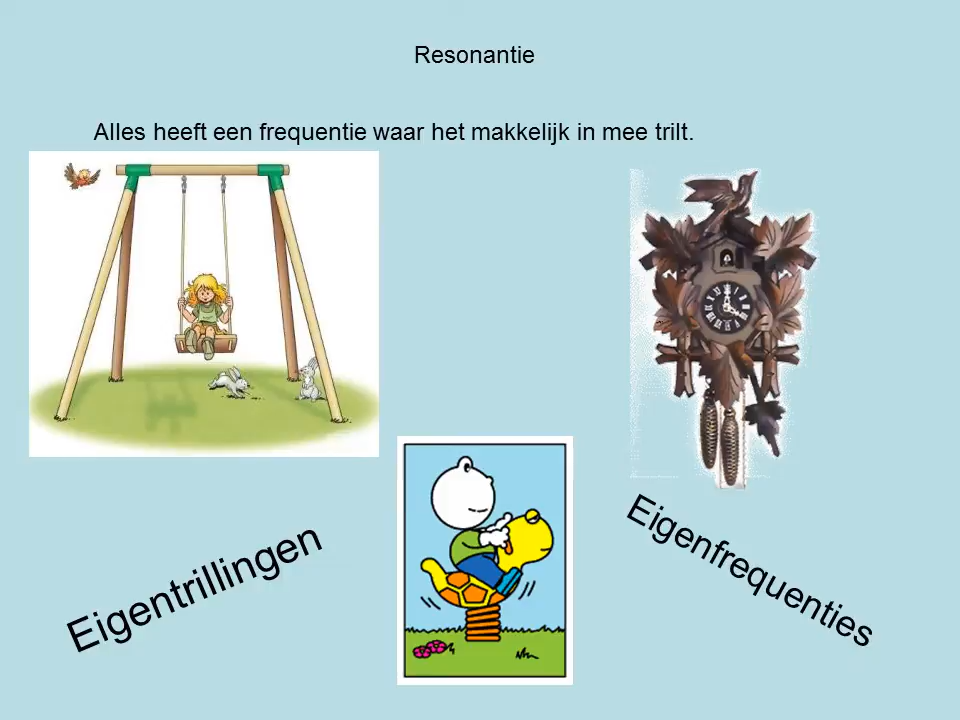 Resonantie
Alles heeft een frequentie waar het makkelijk in mee trilt.
Eigentrillingen
Eigenfrequenties